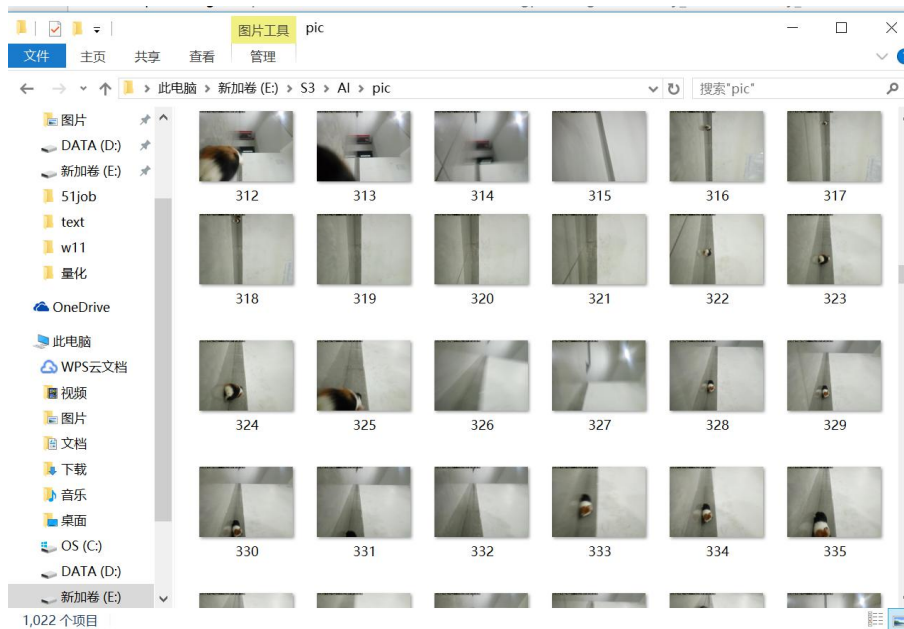 图片工具 pic
文件 主页 共享 查看 管理
此电脑 新加卷 (E:) S3 AI pic 搜索"pic"
图片
DATA (D:)
新加卷 (E:)
51job
text
w11
量化
OneDrive
此电脑
WPS云文档
视频
图片
文档
下载
音乐
桌面
OS (C:)
DATA (D:)
新加卷 (E:)
312 313 314 315 316 317
318 319 320 321 322 323
324 325 326 327 328 329
330 331 332 333 334 335
1,022 个项目